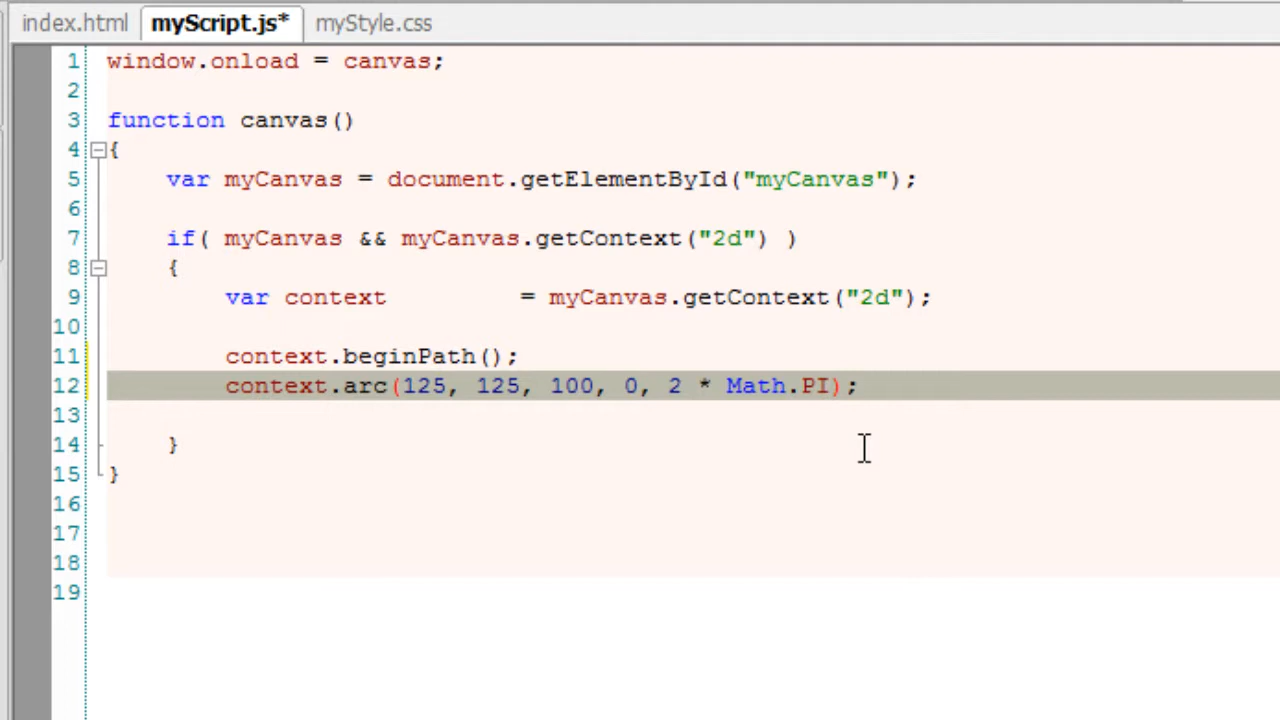 index.html myScript.js* myStyle.css
1 window.onload = canvas;
2
3 function canvas()
4 {
5 var myCanvas = document.getElementById("myCanvas");
6
7 if( myCanvas && myCanvas.getContext("2d") )
8 {
9 var context = myCanvas.getContext("2d");
10
11 context.beginPath();
12 context.arc(125, 125, 100, 0, 2 * Math.PI);
13
14 }
15 }
16
17
18
19